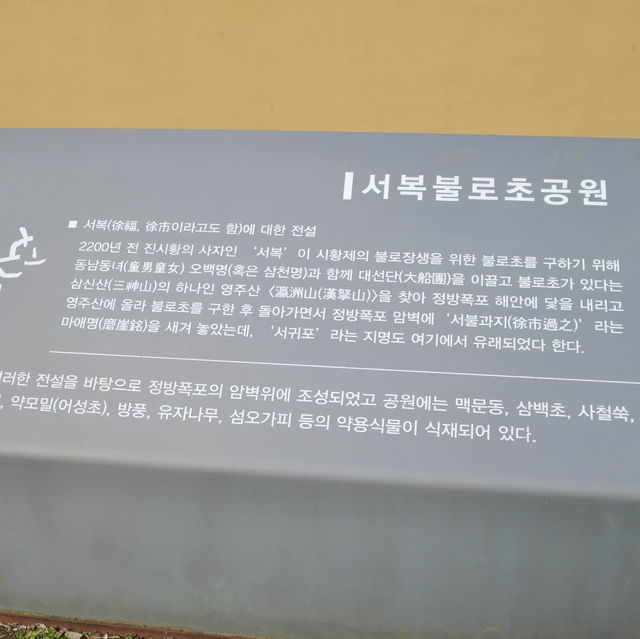 서복불로초공원
■ 서복(徐福, 徐市이라고도 함)에 대한 전설
2200년 전 진시황의 사자인 ‘서복’이 시황제의 불로장생을 위한 불로초를 구하기 위해
동남동녀(童男童女) 오백명(혹은 삼천명)과 함께 대선단(大船團)을 이끌고 불로초가 있다는
삼신산(三神山)의 하나인 영주산 〈瀛洲山(漢拏山)〉을 찾아 정방폭포 해안에 닻을 내리고
영주산에 올라 불로초를 구한 후 돌아가면서 정방폭포 암벽에 ‘서불과지(徐市過之)’ 라는
마애명(磨崖銘)을 새겨 놓았는데, ‘서귀포’ 라는 지명도 여기에서 유래되었다 한다.
러한 전설을 바탕으로 정방폭포의 암벽위에 조성되었고 공원에는 맥문동, 삼백초, 사철쑥,
약모밀(어성초), 방풍, 유자나무, 섬오가피 등의 약용식물이 식재되어 있다.